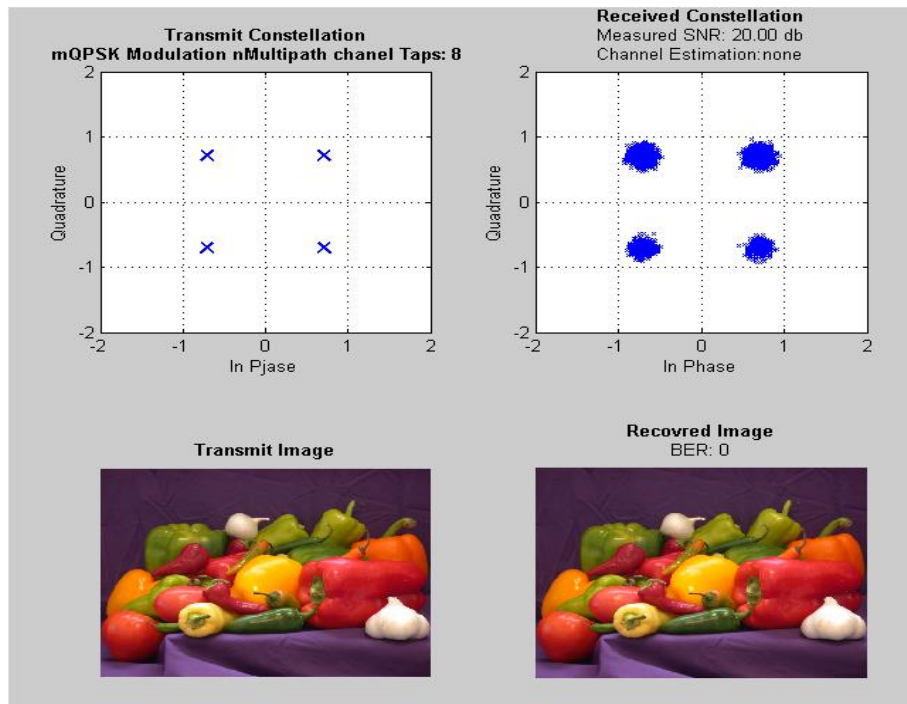 Transmit Constellation
mQPSK Modulation nMultipath chanel Taps: 8
2
1
0
-1
-2
Quadrature
-2
-1
0
1
2
In Pjase
Received Constellation
Measured SNR: 20.00 db
Channel Estimation:none
2
1
0
-1
-2
Quadrature
-2
-1
0
1
2
In Phase
Transmit Image
Recovred Image
BER: 0